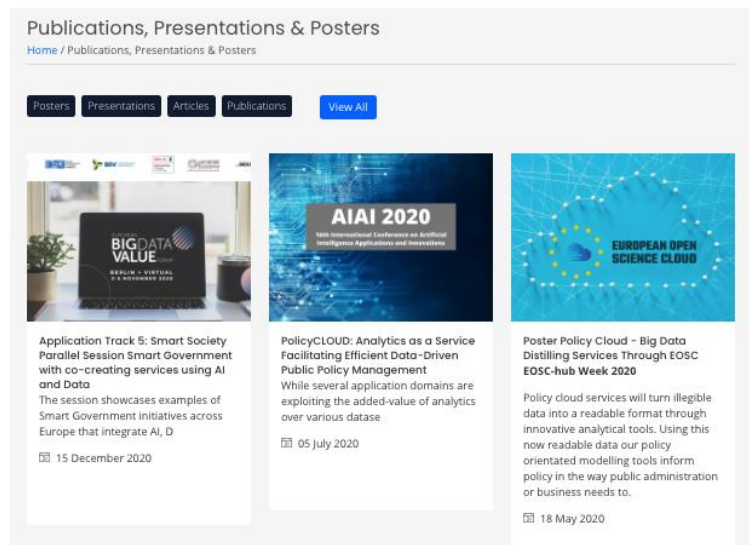 Publications, Presentations & Posters
Home / Publications, Presentations & Posters
Posters
Presentations
Articles
Publications
View All
EUROPEAN
BIGDATA
VALUE
BERLIN + VIRTUAL
3-5 NOVEMBER 2020
Application Track 5: Smart Society
Parallel Session Smart Government
with co-creating services using AI
and Data
The session showcases examples of
Smart Government initiatives across
Europe that integrate AI, D
15 December 2020
AIAI 2020
16th International Conference on Artificial
Intelligence Applications and Innovations
PolicyCLOUD: Analytics as a Service
Facilitating Efficient Data-Driven
Public Policy Management
While several application domains are
exploiting the added-value of analytics
over various datase
05 July 2020
EUROPEAN OPEN
SCIENCE CLOUD
Poster Policy Cloud - Big Data
Distilling Services Through EOSC
EOSC-hub Week 2020
Policy cloud services will turn illegible
data into a readable format through
innovative analytical tools. Using this
now readable data our policy
orientated modelling tools inform
policy in the way public administration
or business needs to.
18 May 2020